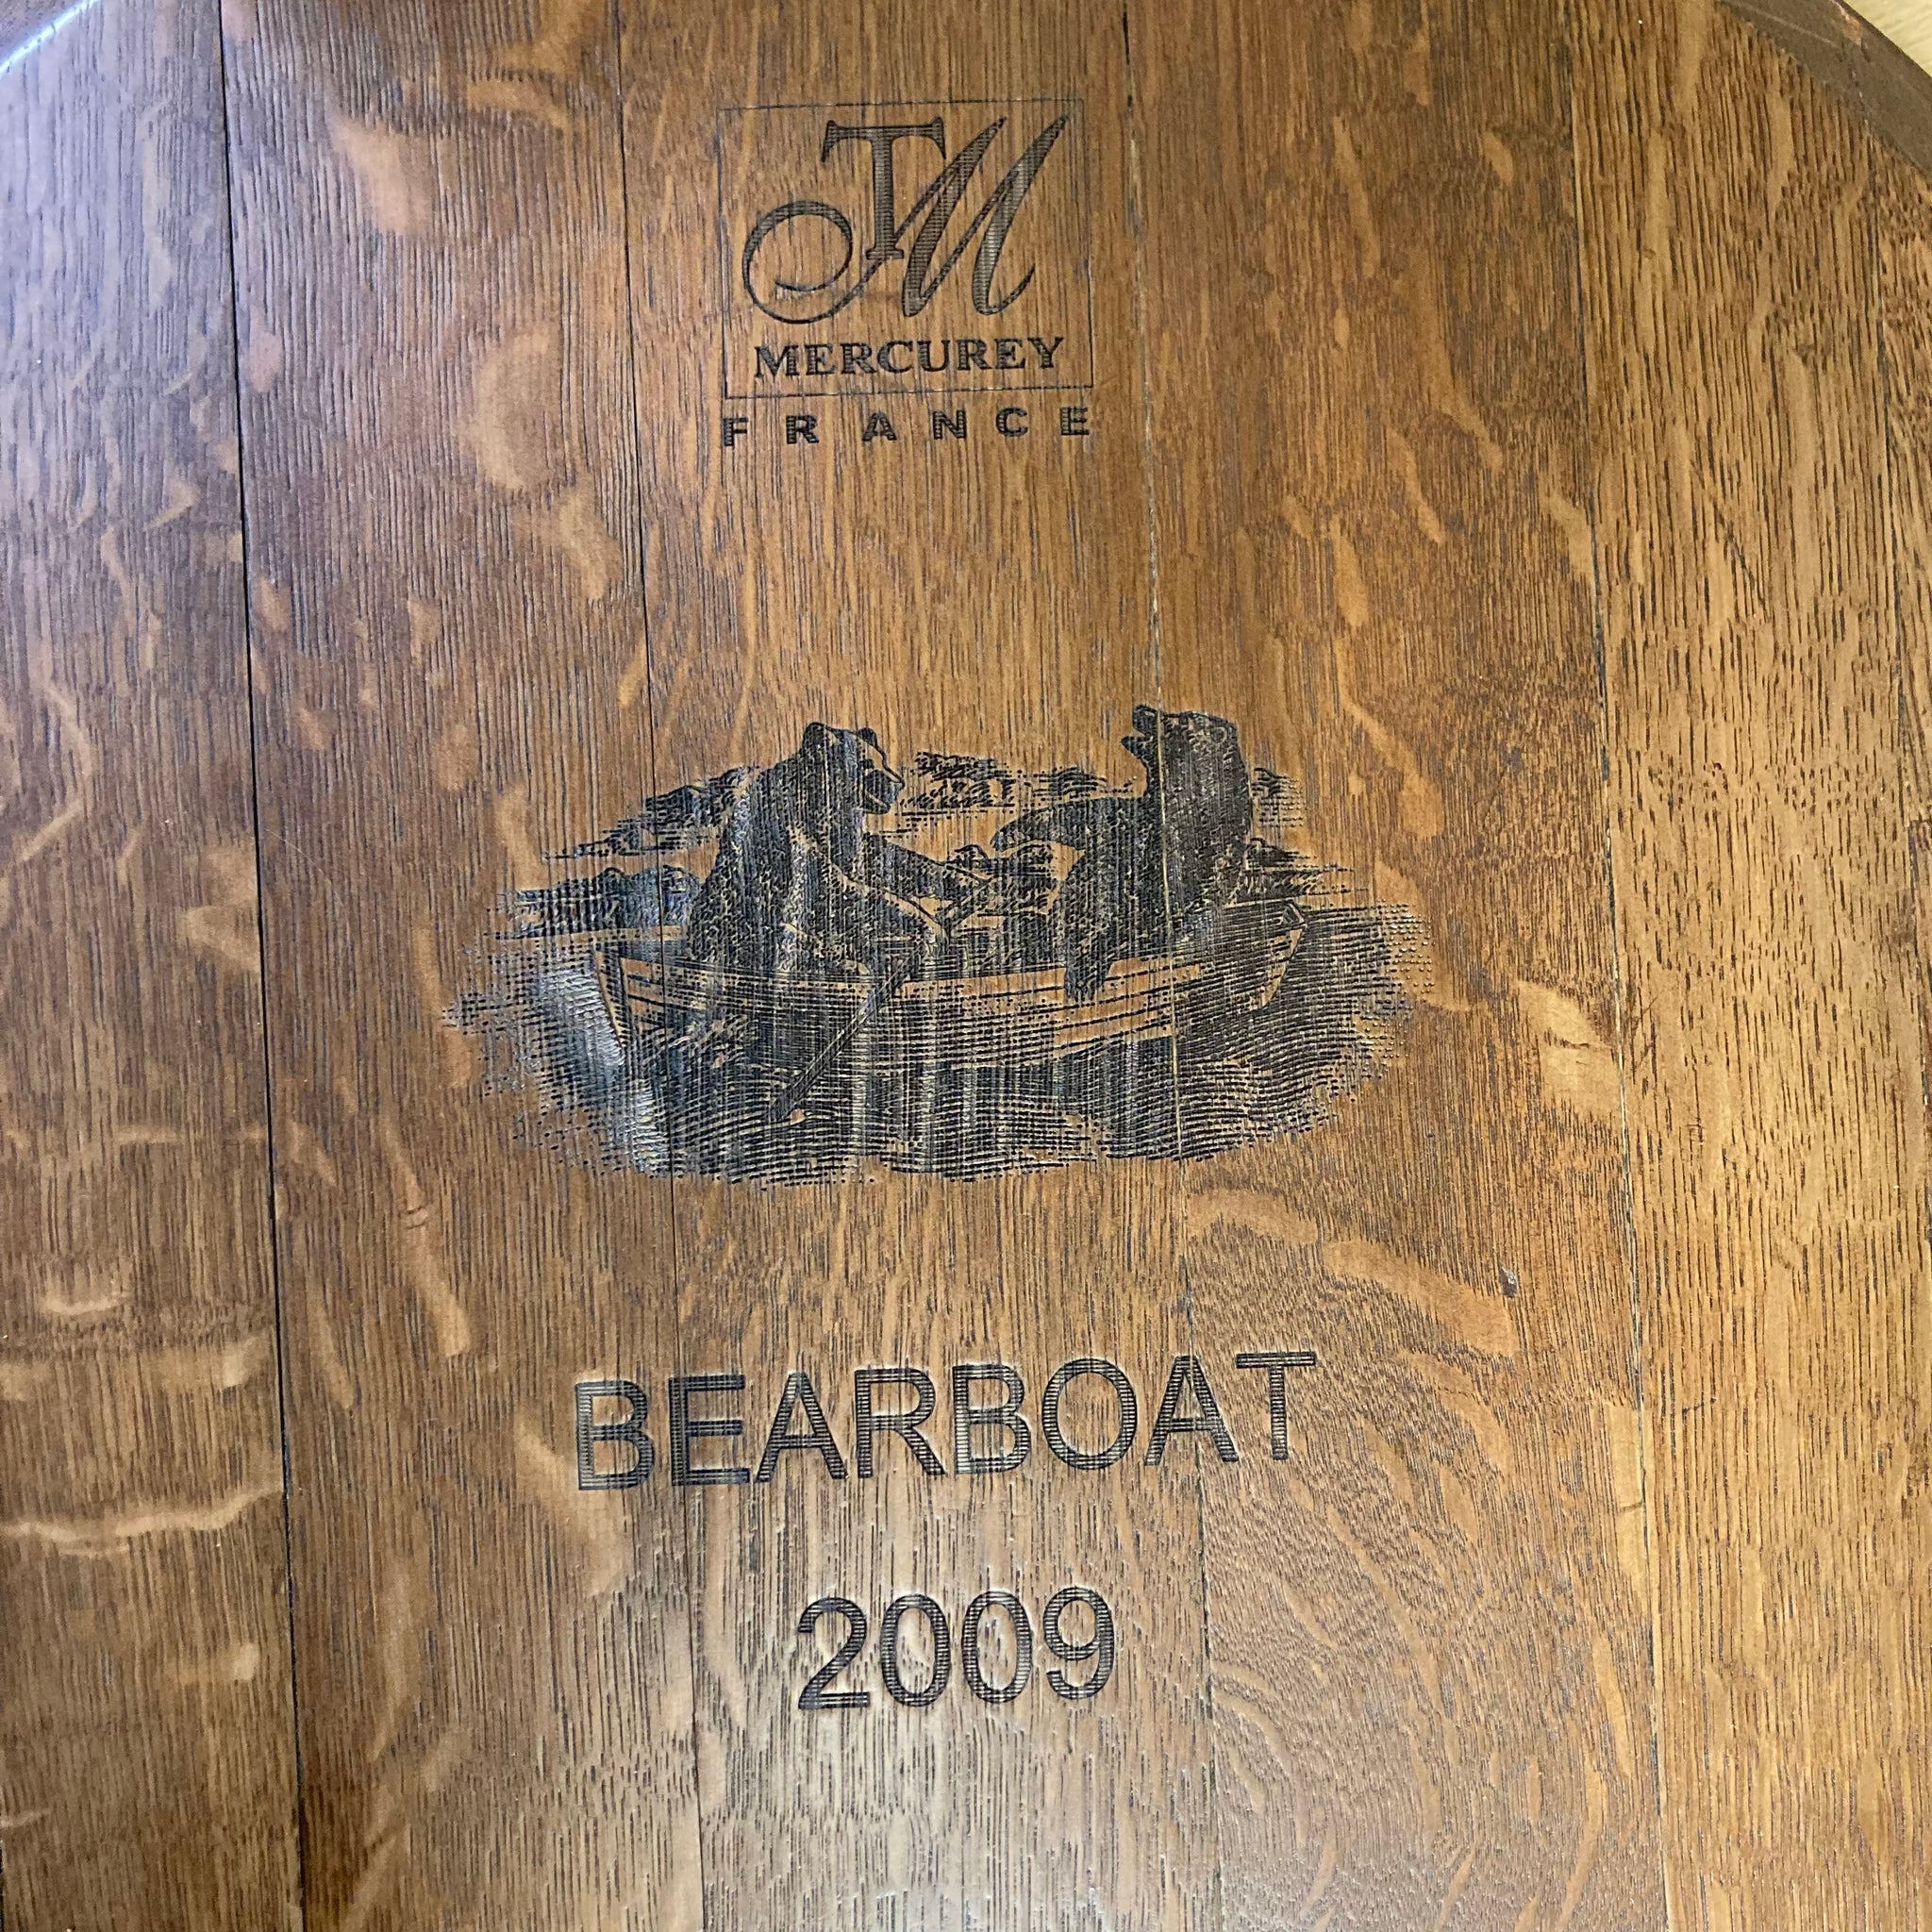 TM
MERCUREY
FRANCE
BEARBOAT
2009